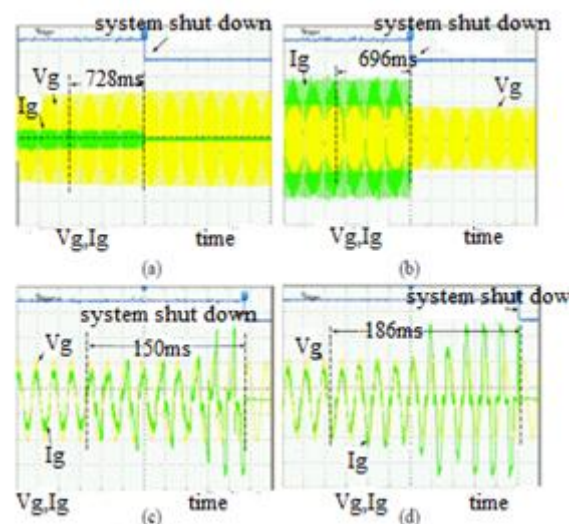 system shut down
728ms
Vg
Ig
Vg,Ig time
(a)
system shut down
Ig
696ms
Vg
Vg,Ig time
(b)
system shut down
Vg
150ms
Ig
Vg,Ig time
(c)
system shut down
186ms
Vg
Ig
Vg,Ig time
(d)